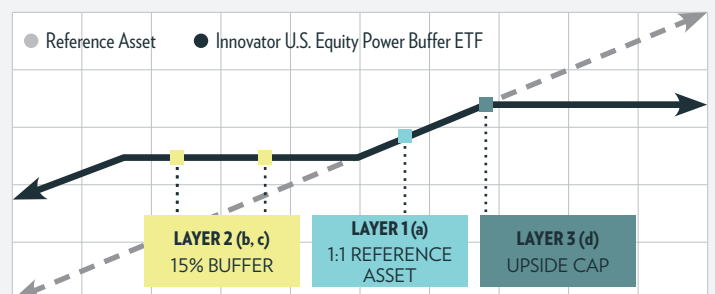 Reference Asset
Innovator U.S. Equity Power Buffer ETF
LAYER 2 (b, c)
15% BUFFER
LAYER 1 (a)
1:1 REFERENCE
ASSET
LAYER 3 (d)
UPSIDE CAP